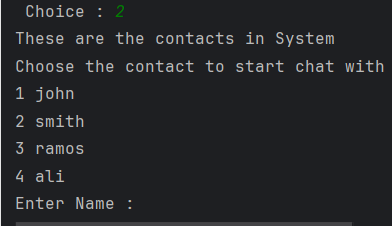 Choice : 2
These are the contacts in System
Choose the contact to start chat with
1 john
2 smith
3 ramos
4 ali
Enter Name :